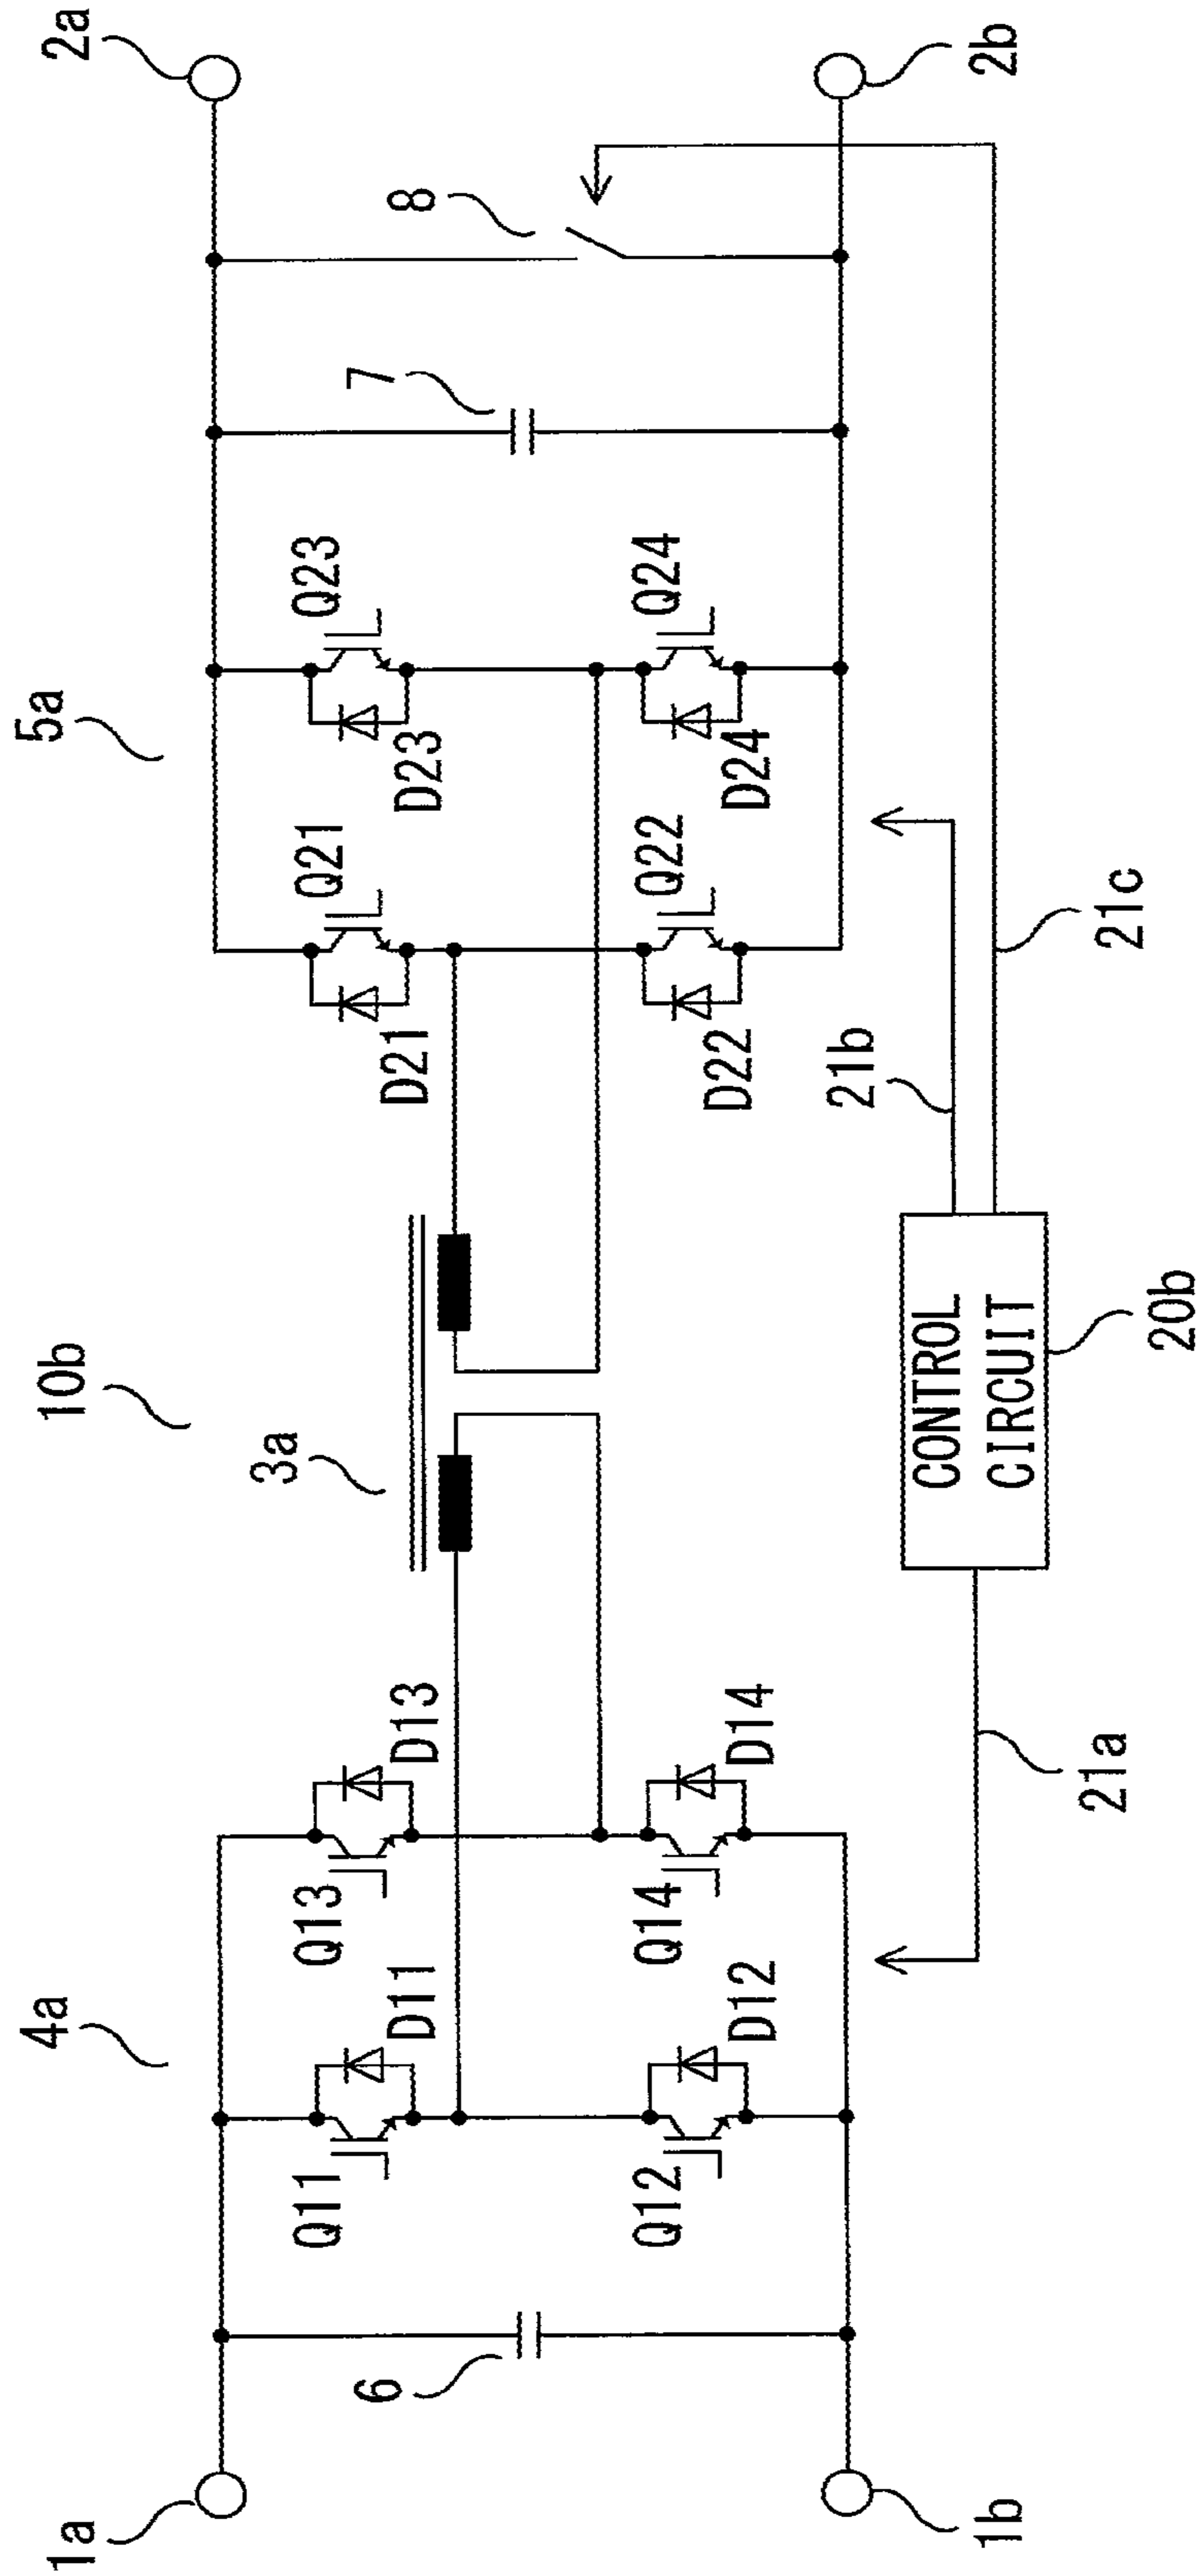 10b
1a
1b
6
4a
Q11
D11
Q12
D12
Q13
D13
Q14
D14
3a
5a
D21
Q21
D22
Q22
D23
Q23
D24
Q24
7
8
2a
2b
21a
21b
21c
CONTROL
CIRCUIT
20b